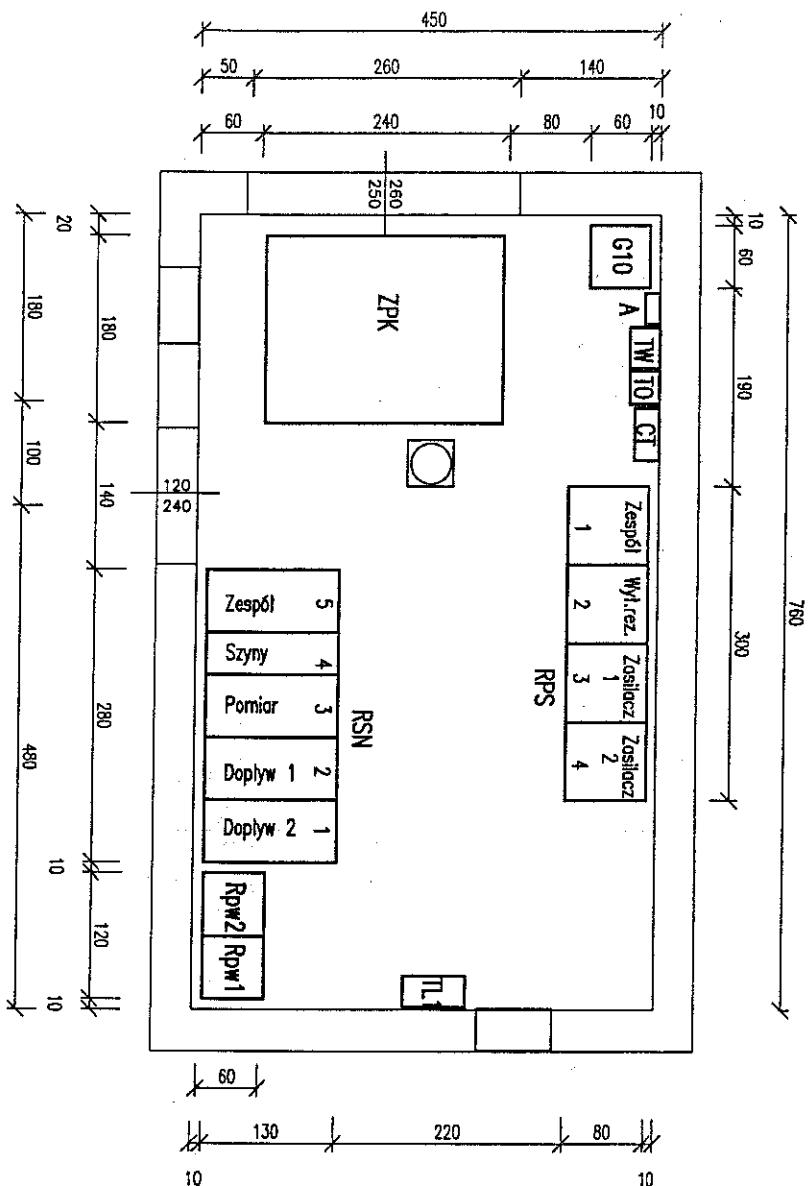 450
50 260 140
60 240 80 60 10
260
250
20 180 100 480
180 140 280 10 120 10
10 60 190 300
760
G10
A
TW
TO
CT
ZPK
120
240
Zespół
1
Wył.rez.
2
Zasilacz
1
3
Zasilacz
2
4
RPS
RSN
Zespół 5
Szyny 4
Pomiar 3
Dopływ 1 2
Dopływ 2 1
Rpw2
Rpw1
TL1
60
130 220 80
10 10